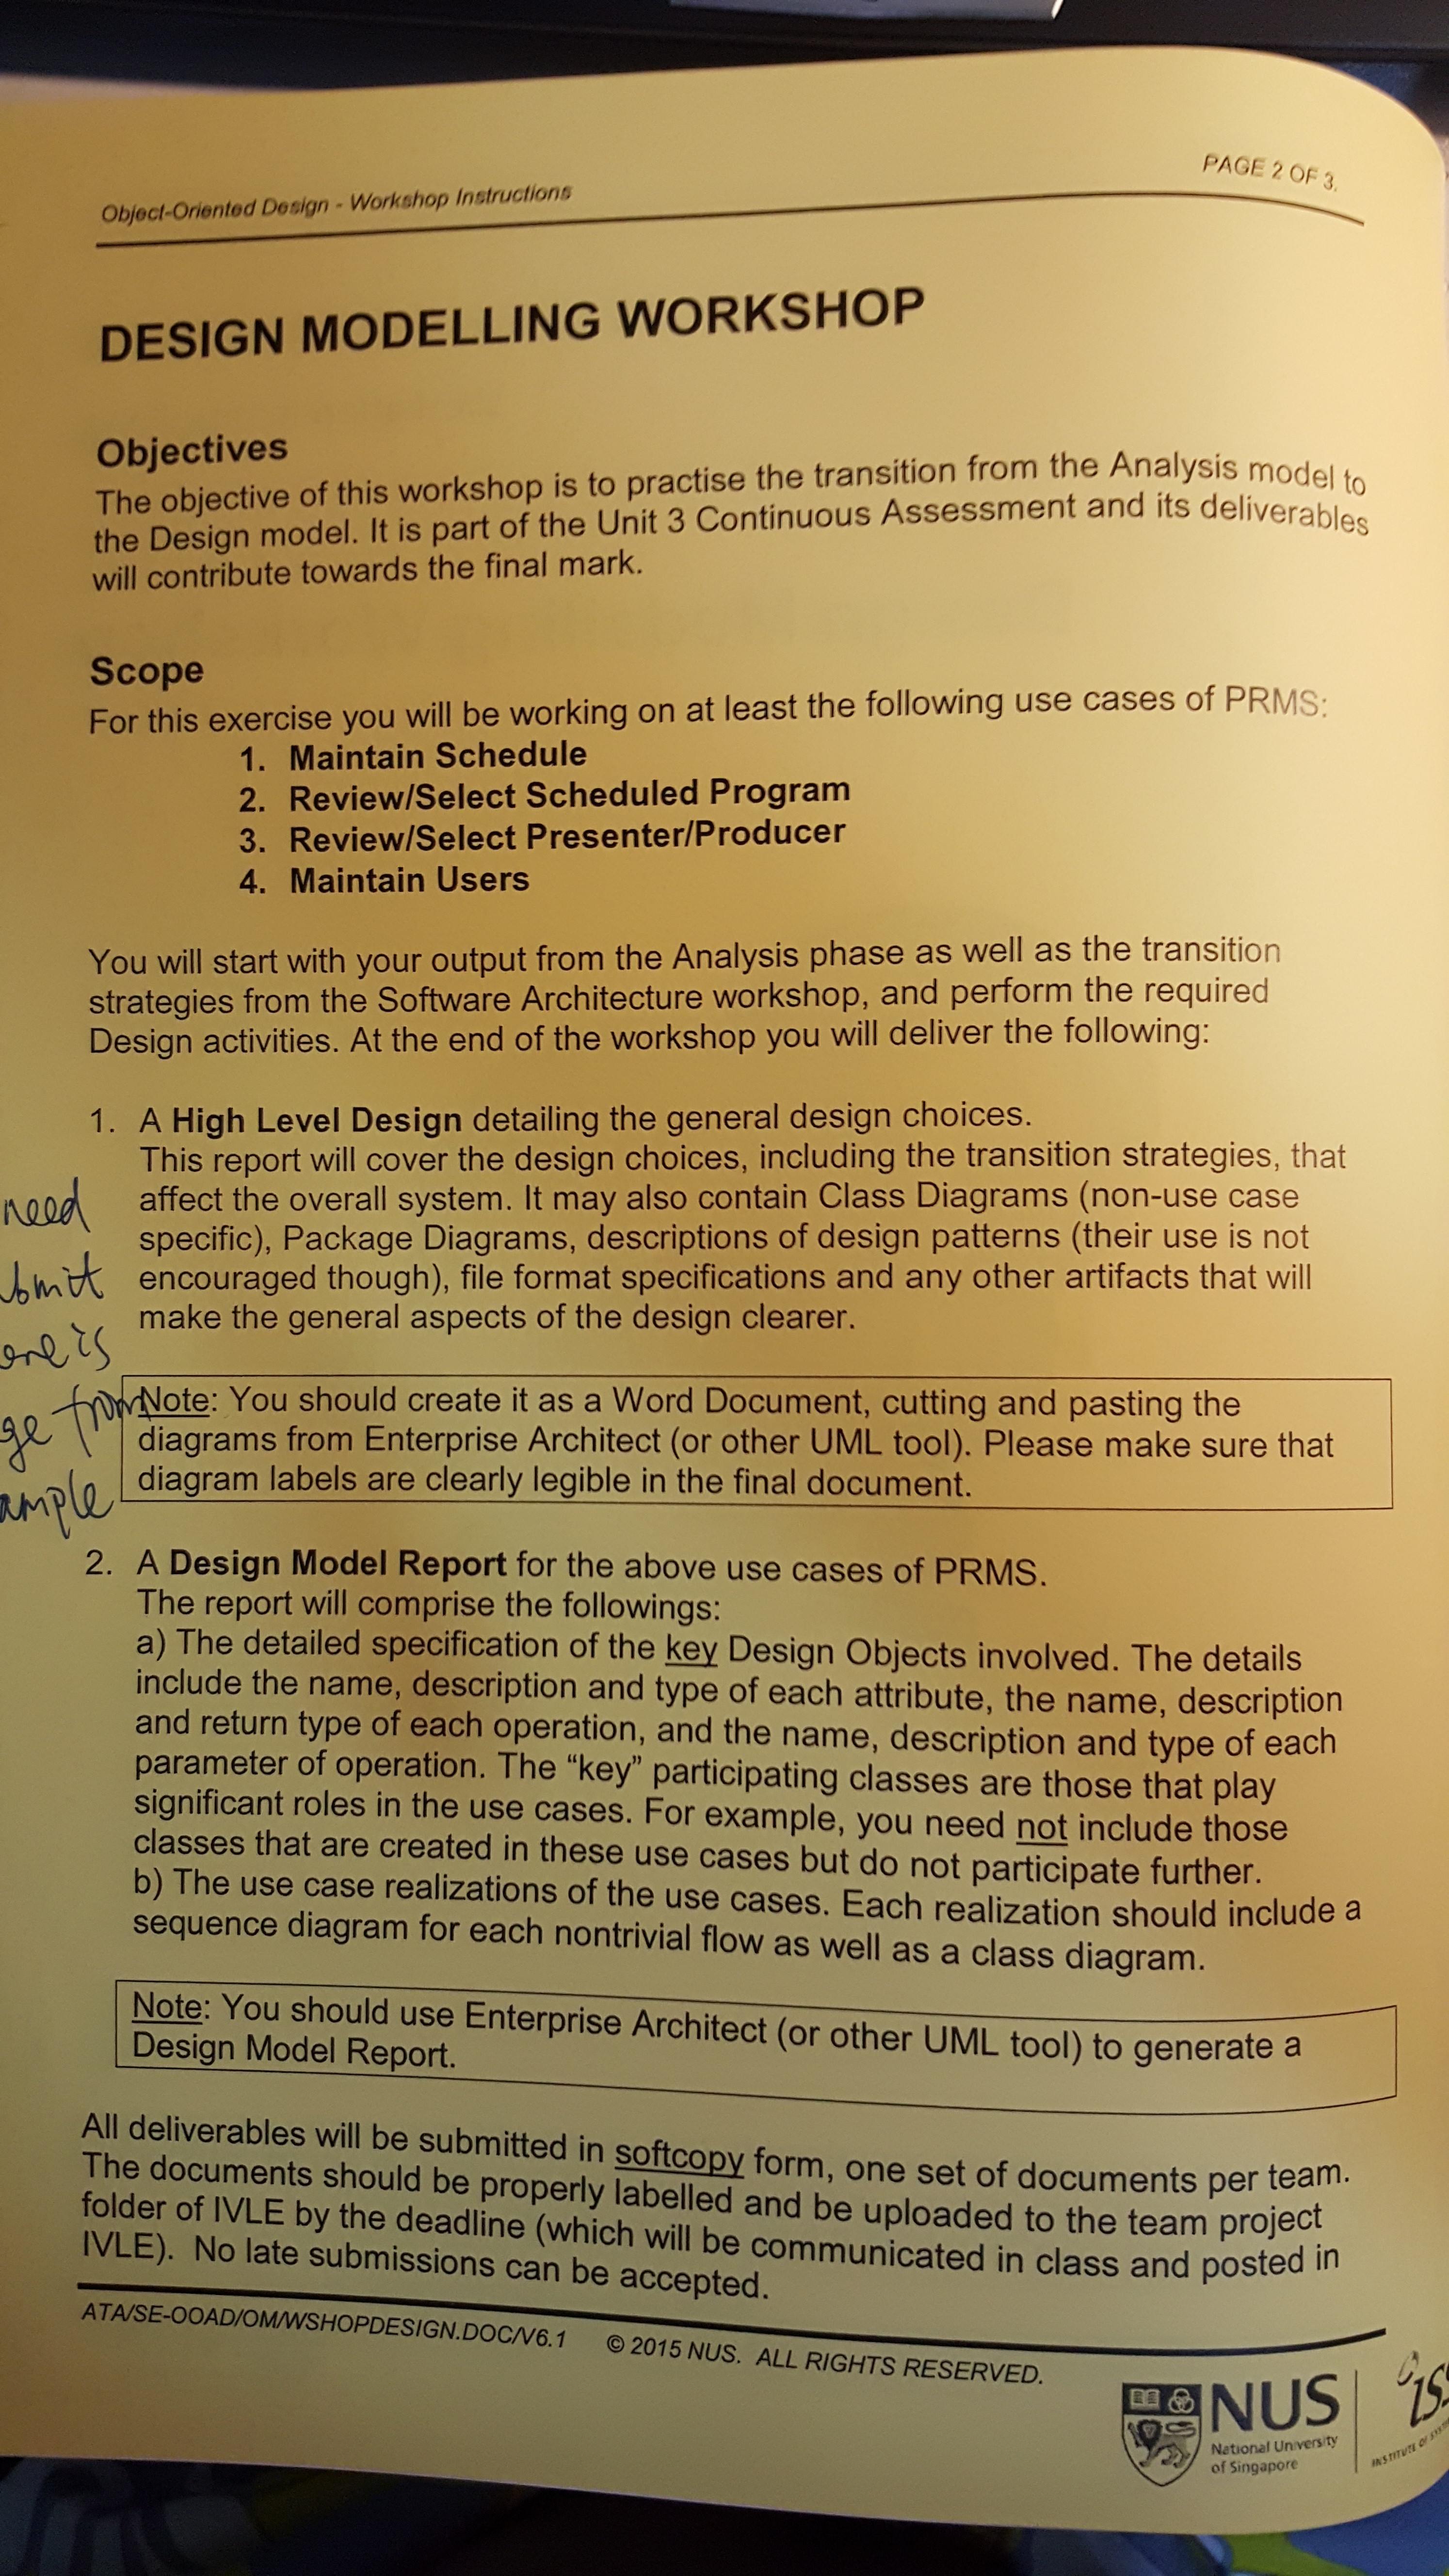 PAGE 2 OF 3.
Object-Oriented Design - Workshop Instructions
DESIGN MODELLING WORKSHOP
Objectives
The objective of this workshop is to practise the transition from the Analysis model to
the Design model. It is part of the Unit 3 Continuous Assessment and its deliverables
will contribute towards the final mark.
Scope
For this exercise you will be working on at least the following use cases of PRMS:
1. Maintain Schedule
2. Review/Select Scheduled Program
3. Review/Select Presenter/Producer
4. Maintain Users
You will start with your output from the Analysis phase as well as the transition
strategies from the Software Architecture workshop, and perform the required
Design activities. At the end of the workshop you will deliver the following:
1. A High Level Design detailing the general design choices.
This report will cover the design choices, including the transition strategies, that
affect the overall system. It may also contain Class Diagrams (non-use case
specific), Package Diagrams, descriptions of design patterns (their use is not
encouraged though), file format specifications and any other artifacts that will
make the general aspects of the design clearer.
need
is
from
Note: You should create it as a Word Document, cutting and pasting the
diagrams from Enterprise Architect (or other UML tool). Please make sure that
diagram labels are clearly legible in the final document.
2. A Design Model Report for the above use cases of PRMS.
The report will comprise the followings:
a) The detailed specification of the key Design Objects involved. The details
include the name, description and type of each attribute, the name, description
and return type of each operation, and the name, description and type of each
parameter of operation. The “key” participating classes are those that play
significant roles in the use cases. For example, you need not include those
classes that are created in these use cases but do not participate further.
b) The use case realizations of the use cases. Each realization should include a
sequence diagram for each nontrivial flow as well as a class diagram.
Note: You should use Enterprise Architect (or other UML tool) to generate a
Design Model Report.
All deliverables will be submitted in softcopy form, one set of documents per team.
The documents should be properly labelled and be uploaded to the team project
folder of IVLE by the deadline (which will be communicated in class and posted in
IVLE). No late submissions can be accepted.
ATA/SE-OOAD/OM/WSHOPDESIGN.DOC/V6.1 © 2015 NUS. ALL RIGHTS RESERVED.
NUS
National University
of Singapore
INSTITUTE OF